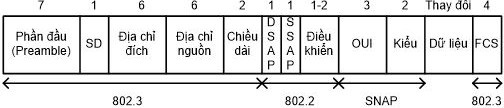 7 1 6 6 2 1 1 1-2 3 2 Thay đổi 4
Phần đầu (Preamble) SD Địa chỉ đích Địa chỉ nguồn Chiều dài DSAP SSAP Điều khiển OUI Kiểu Dữ liệu FCS
802.3 802.2 SNAP 802.3